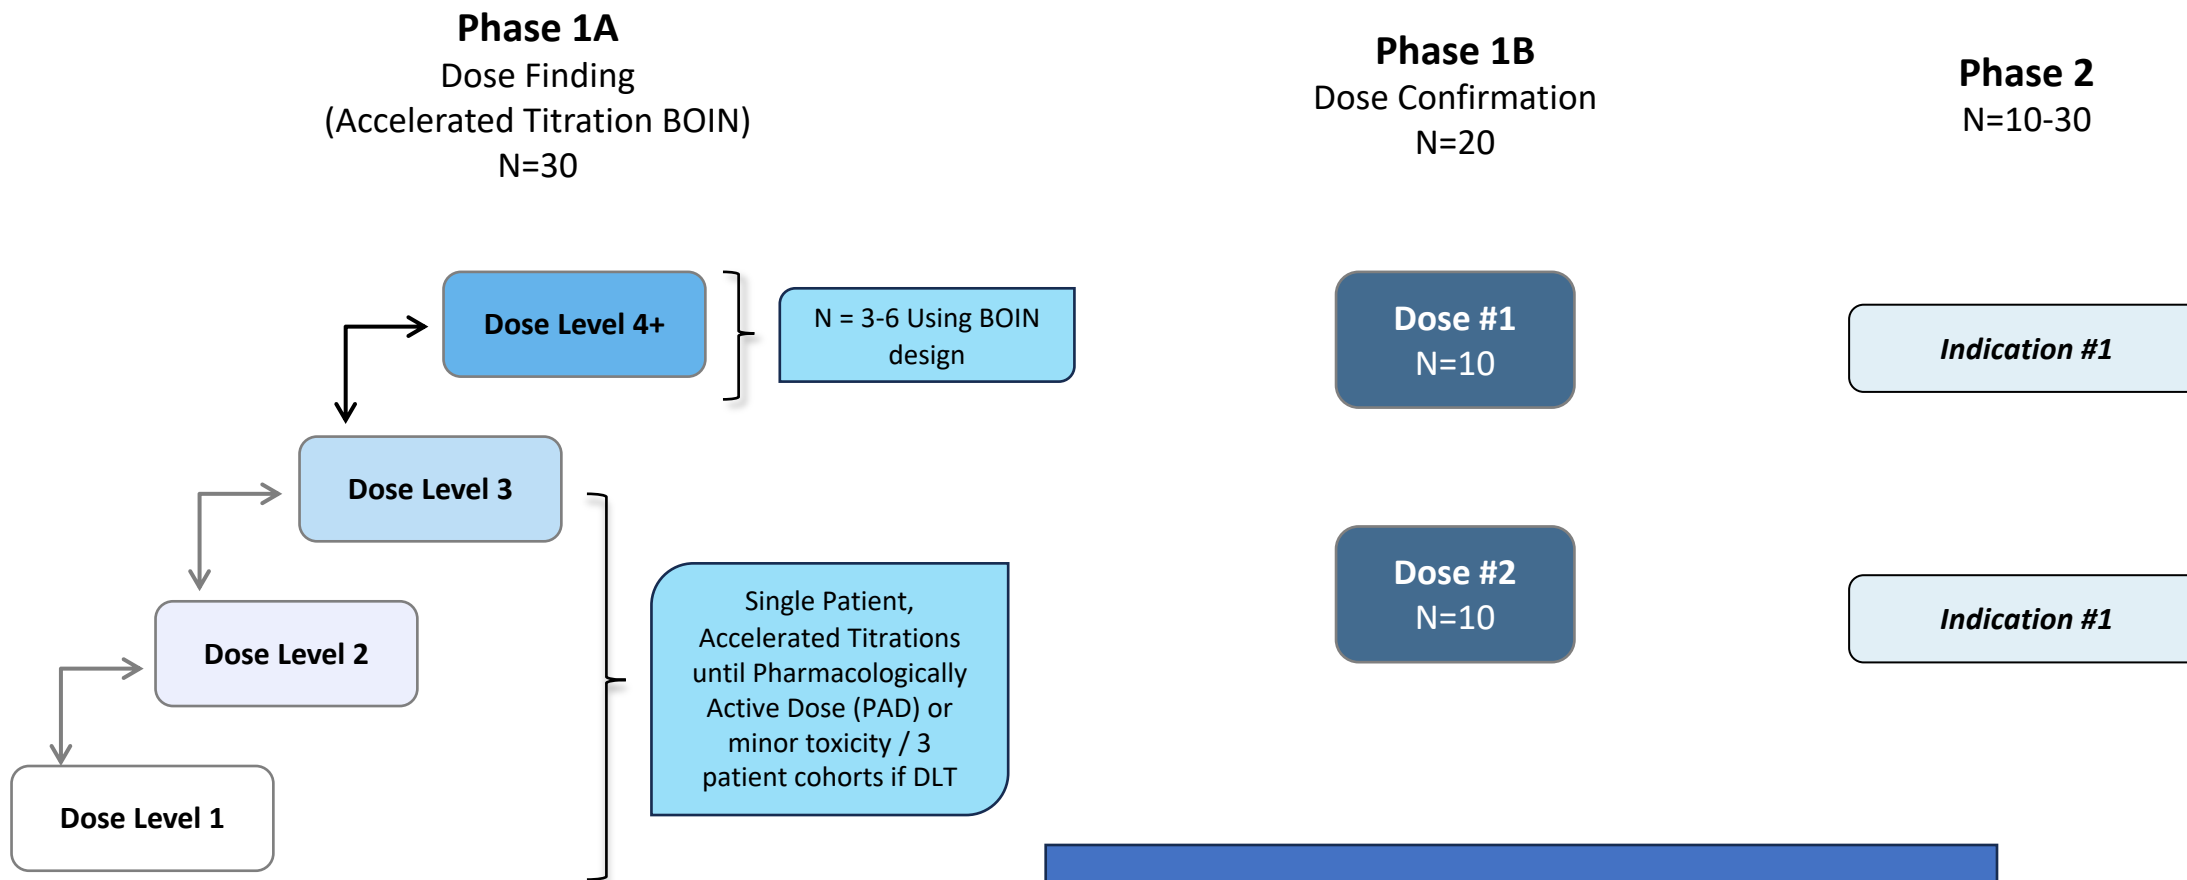 Phase 1A
Dose Finding
(Accelerated Titration BOIN)
N=30
Phase 1B
Dose Confirmation
N=20
Phase 2
N=10-30
Dose Level 4+
N = 3-6 Using BOIN
design
Dose #1
N=10
Indication #1
Dose Level 3
Dose #2
N=10
Indication #1
Single Patient,
Accelerated Titrations
until Pharmacologically
Active Dose (PAD) or
minor toxicity / 3
patient cohorts if DLT
Dose Level 2
Dose Level 1